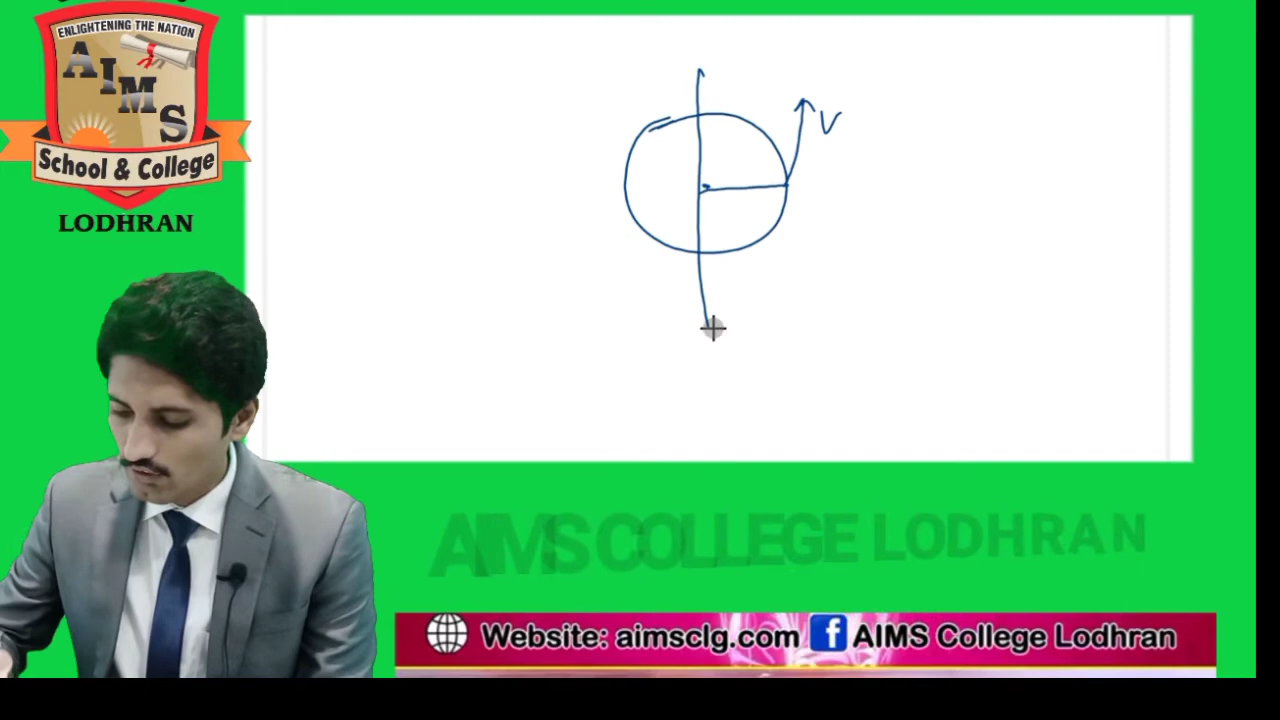 ENLIGHTENING THE NATION
AIMS
School & College
LODHRAN
V
AIMS COLLEGE LODHRAN
Website: aimsclg.com f AIMS College Lodhran